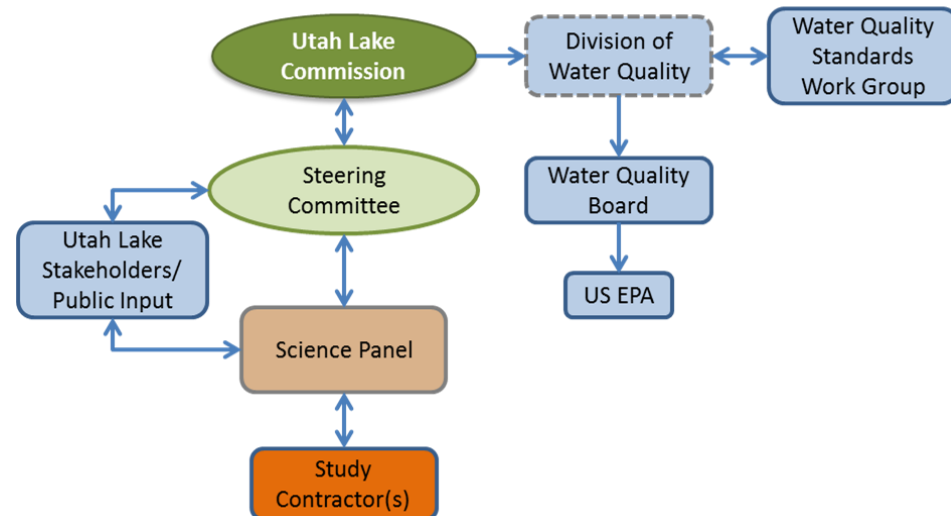 Utah Lake
Commission
Division of
Water Quality
Water Quality
Standards
Work Group
Steering
Committee
Water Quality
Board
Utah Lake
Stakeholders/
Public Input
US EPA
Science Panel
Study
Contractor(s)